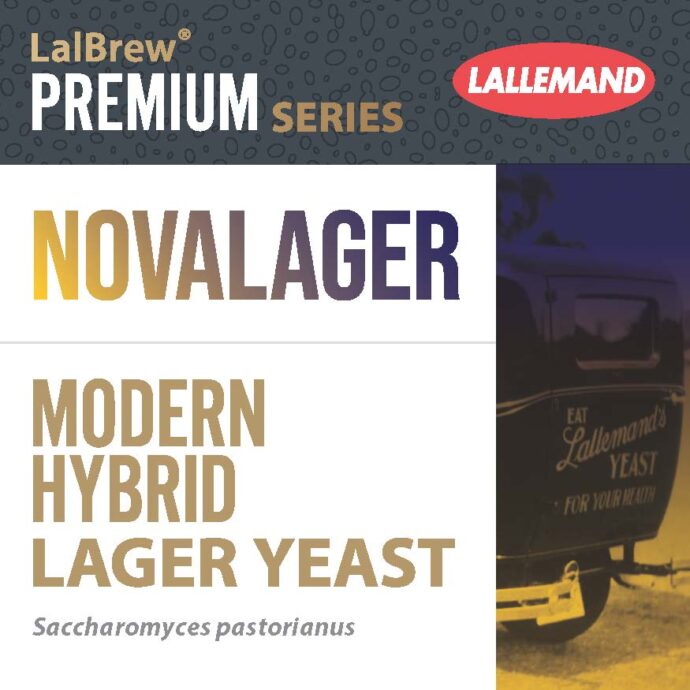 LalBrew®
PREMIUM SERIES
LALLEMAND
NOVALAGER
MODERN
HYBRID
LAGER YEAST
Saccharomyces pastorianus
EAT
Lallemand's
YEAST
FOR YOUR HEALTH